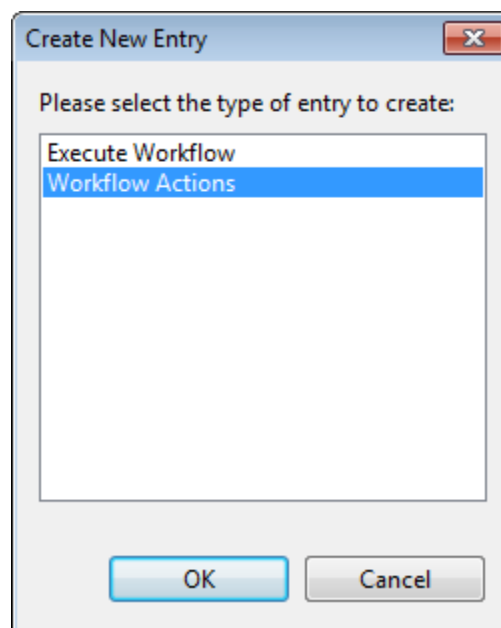 Create New Entry
Please select the type of entry to create:
Execute Workflow
Workflow Actions
OK
Cancel